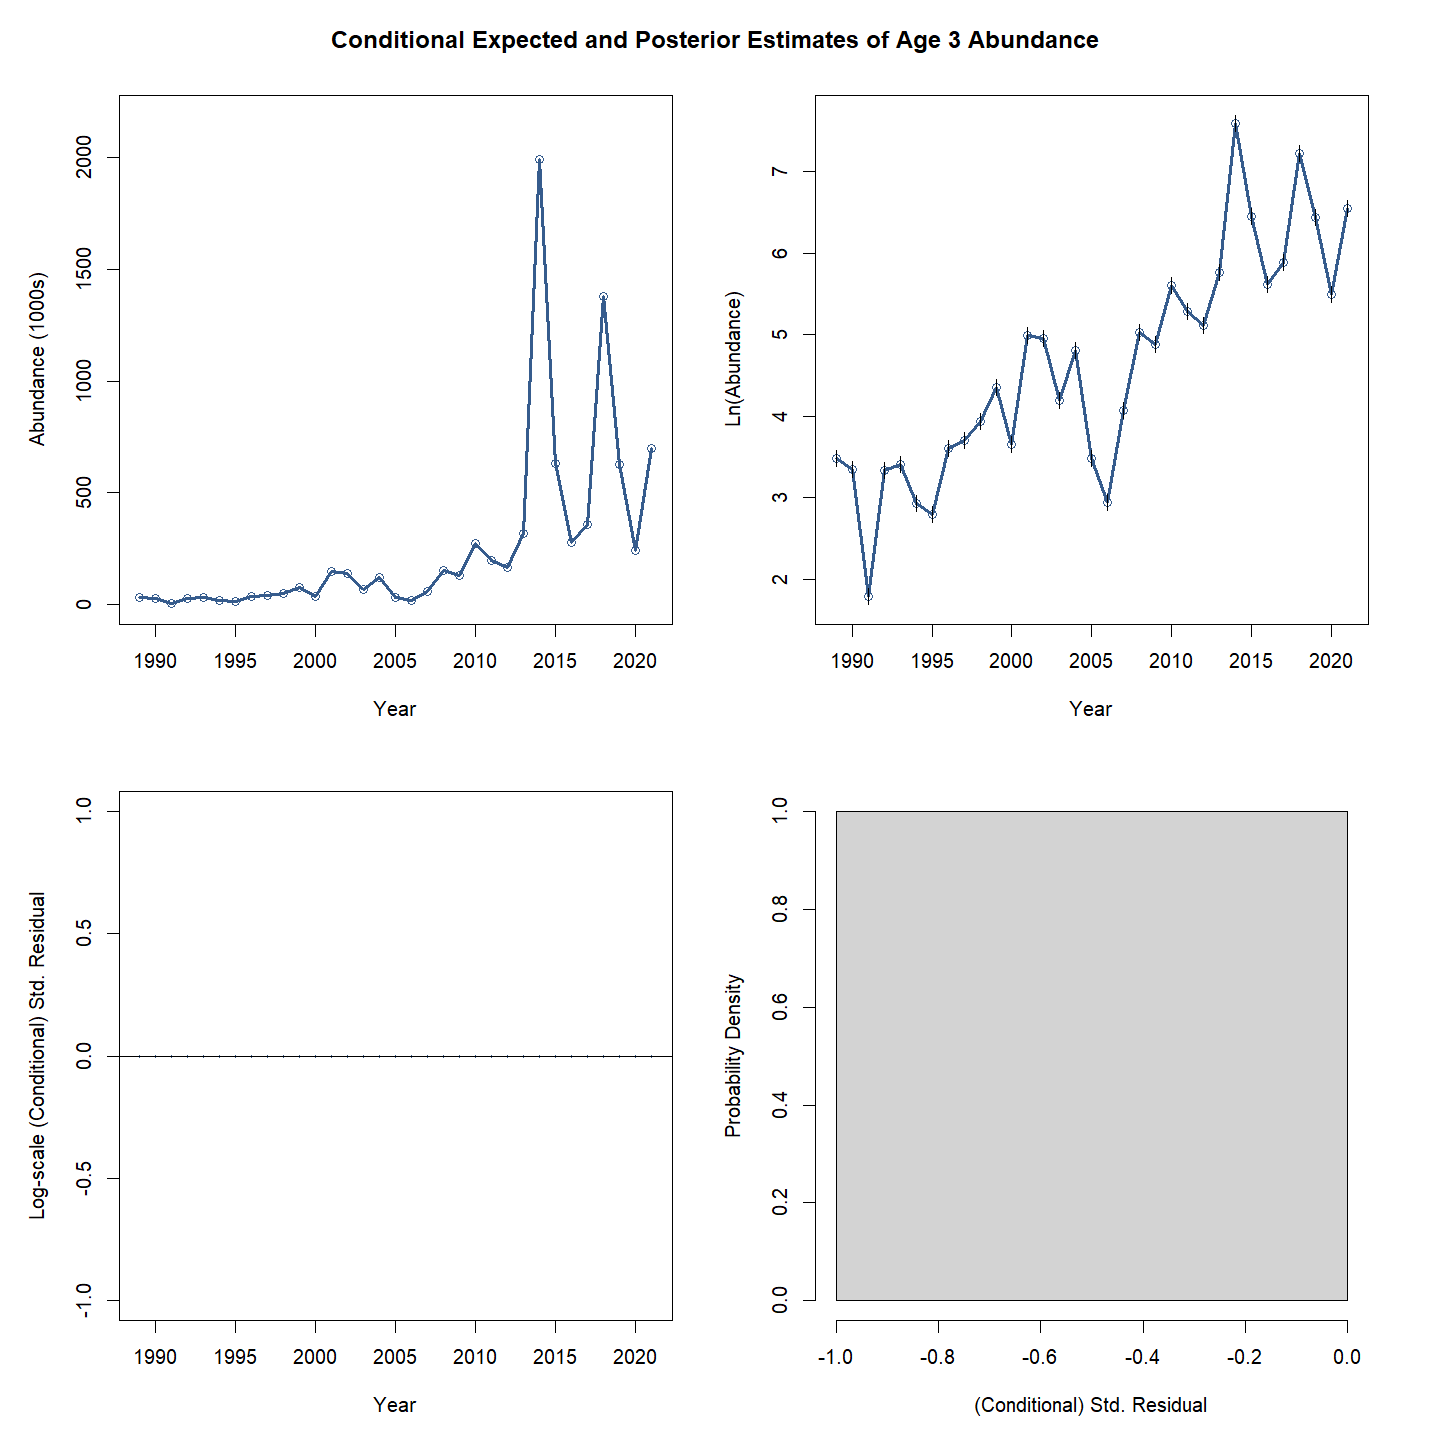 Conditional Expected and Posterior Estimates of Age 3 Abundance
Abundance (1000s)
2000
1500
1000
500
0
1990 1995 2000 2005 2010 2015 2020
Year
Ln(Abundance)
7
6
5
4
3
2
1990 1995 2000 2005 2010 2015 2020
Year
Log-scale (Conditional) Std. Residual
1.0
0.5
0.0
-0.5
-1.0
1990 1995 2000 2005 2010 2015 2020
Year
Probability Density
1.0
0.8
0.6
0.4
0.2
0.0
-1.0 -0.8 -0.6 -0.4 -0.2 0.0
(Conditional) Std. Residual